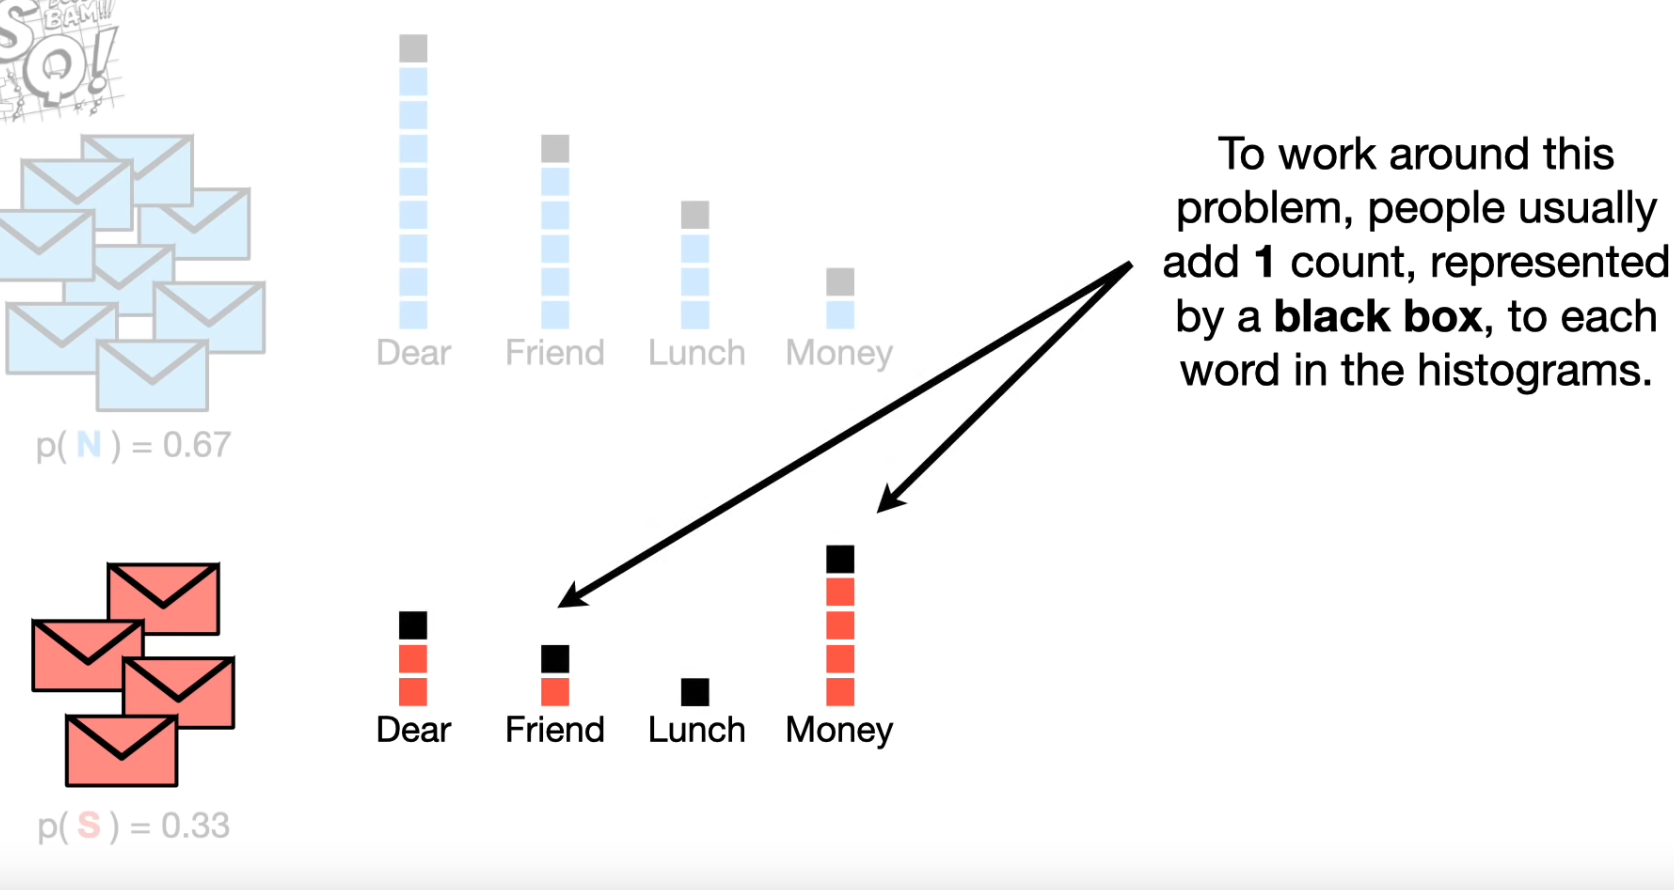 S
BAM!!!
Q!
To work around this
problem, people usually
add 1 count, represented
by a black box, to each
word in the histograms.
Dear Friend Lunch Money
p( N ) = 0.67
Dear Friend Lunch Money
p( S ) = 0.33